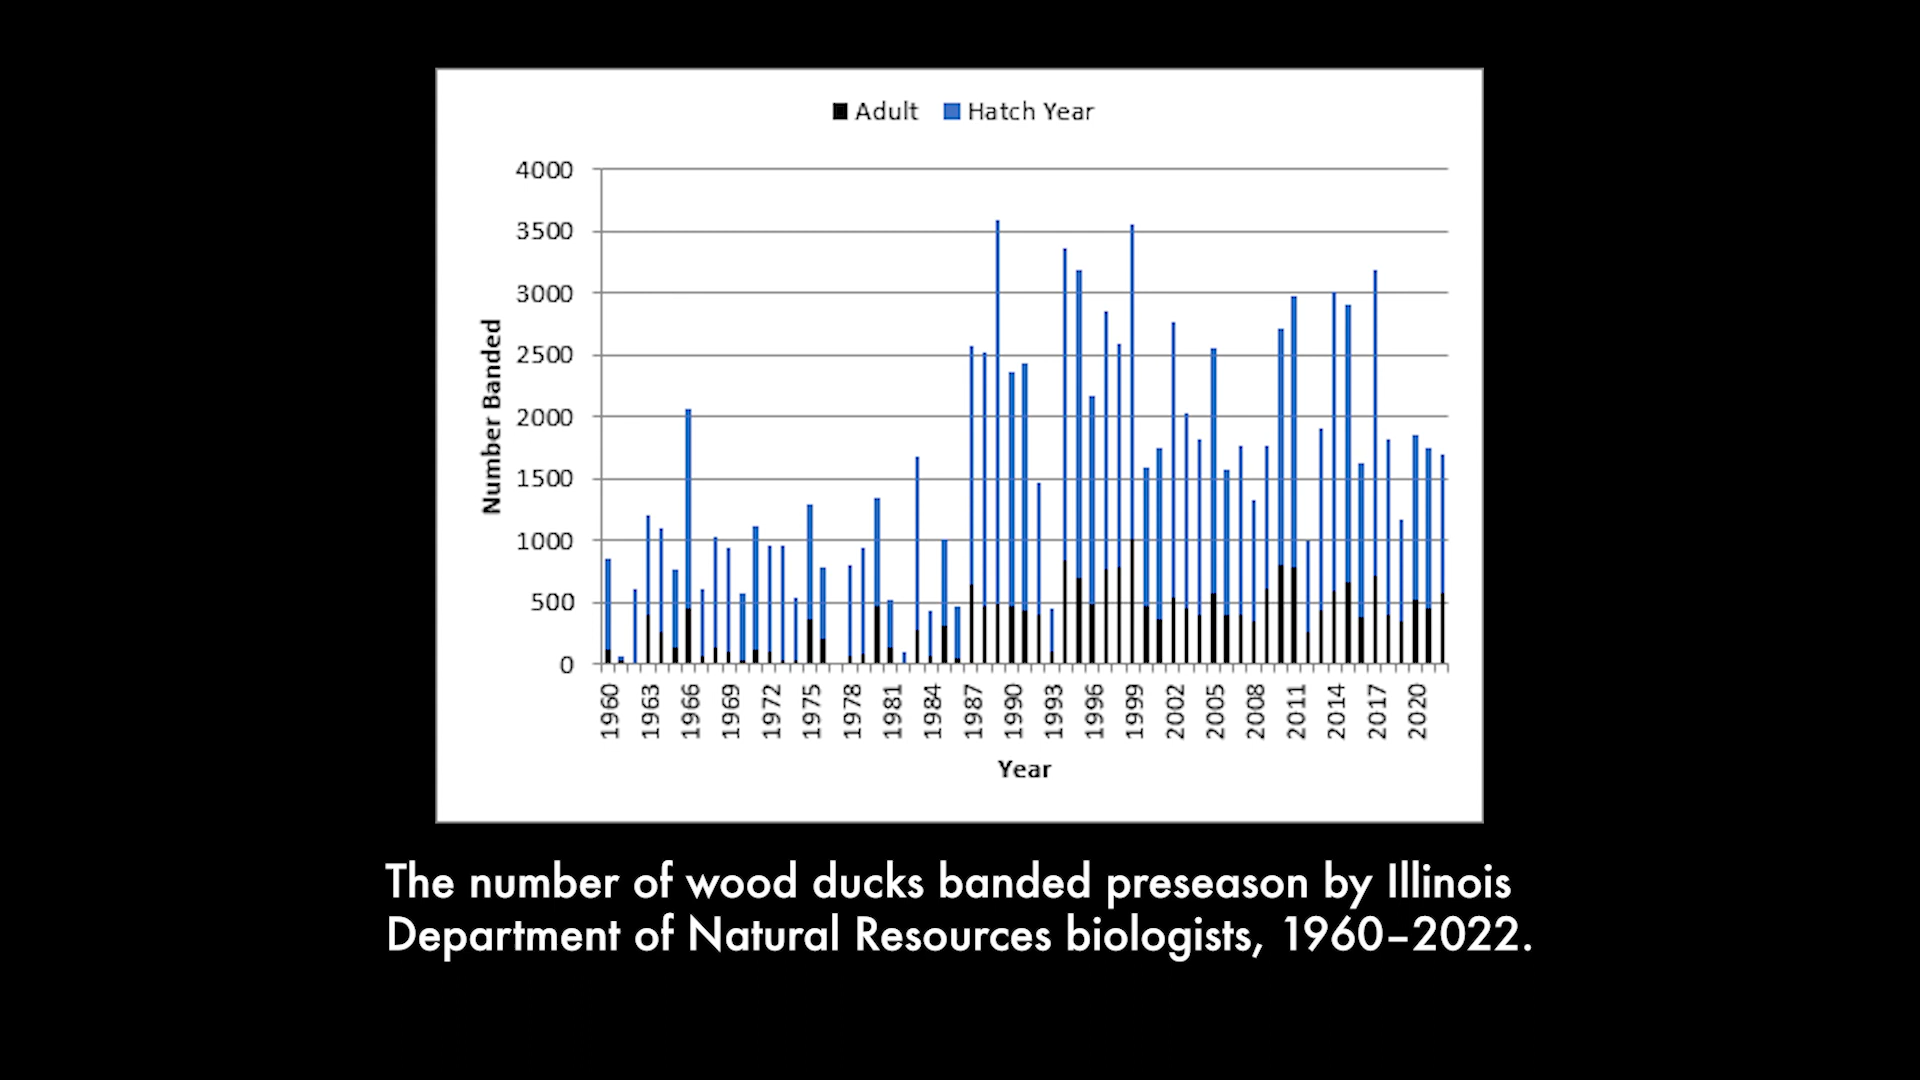 Adult Hatch Year
4000
3500
3000
2500
2000
1500
1000
500
0
Number Banded
1960 1963 1966 1969 1972 1975 1978 1981 1984 1987 1990 1993 1996 1999 2002 2005 2008 2011 2014 2017 2020
Year
The number of wood ducks banded preseason by Illinois
Department of Natural Resources biologists, 1960–2022.